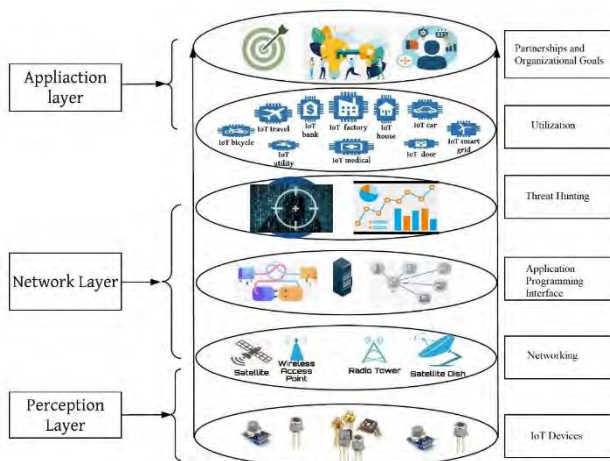 Appliaction
layer
Network Layer
Perception
Layer
IoT bicycle
IoT travel
IoT
bank
IoT factory
IoT
house
IoT car
IoT smart
grid
IoT
utility
IoT medical
IoT door
Satellite
Wireless
Access
Point
Radio Tower
Satellite Dish
Partnerships and
Organizational Goals
Utilization
Threat Hunting
Application
Programming
Interface
Networking
IoT Devices